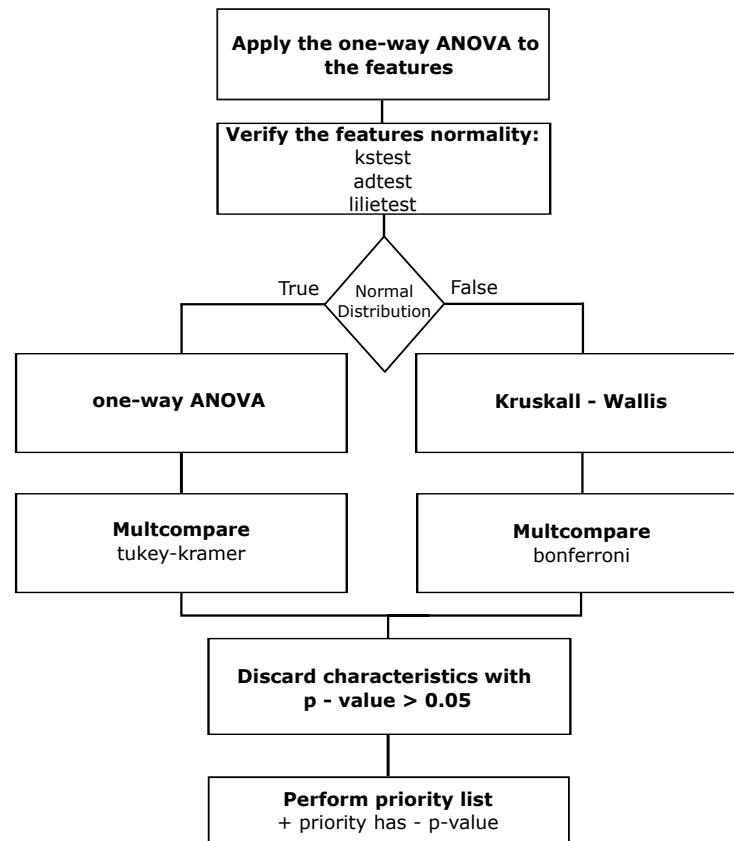 Apply the one-way ANOVA to
the features
Verify the features normality:
kstest
adtest
lilietest
True
False
Normal
Distribution
one-way ANOVA
Kruskall - Wallis
Multcompare
tukey-kramer
Multcompare
bonferroni
Discard characteristics with
p - value > 0.05
Perform priority list
+ priority has - p-value